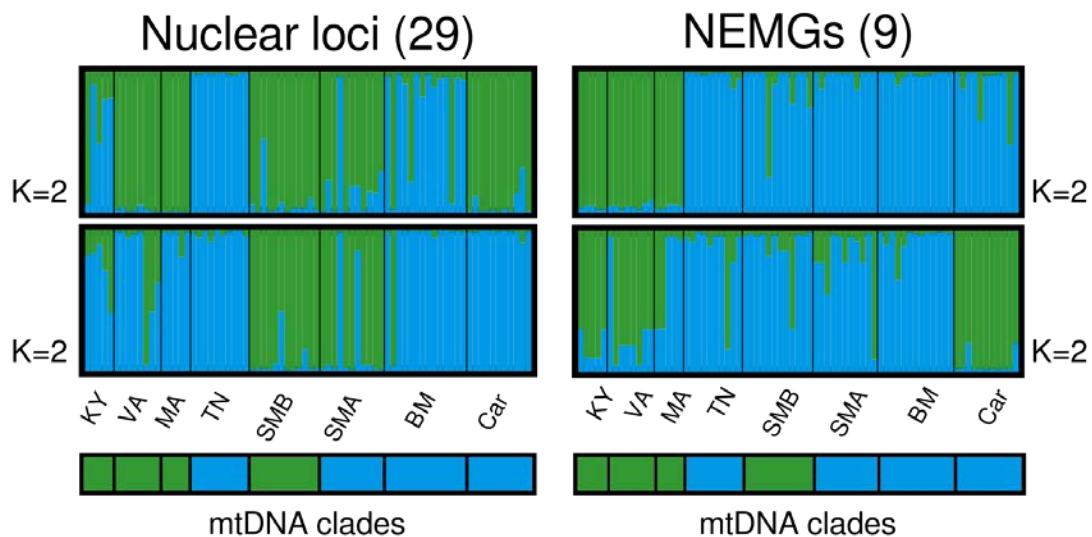 Nuclear loci (29)
NEMGs (9)
K=2
K=2
K=2
K=2
KY VA MA TN SMB SMA BM Car
KY VA MA TN SMB SMA BM Car
mtDNA clades
mtDNA clades